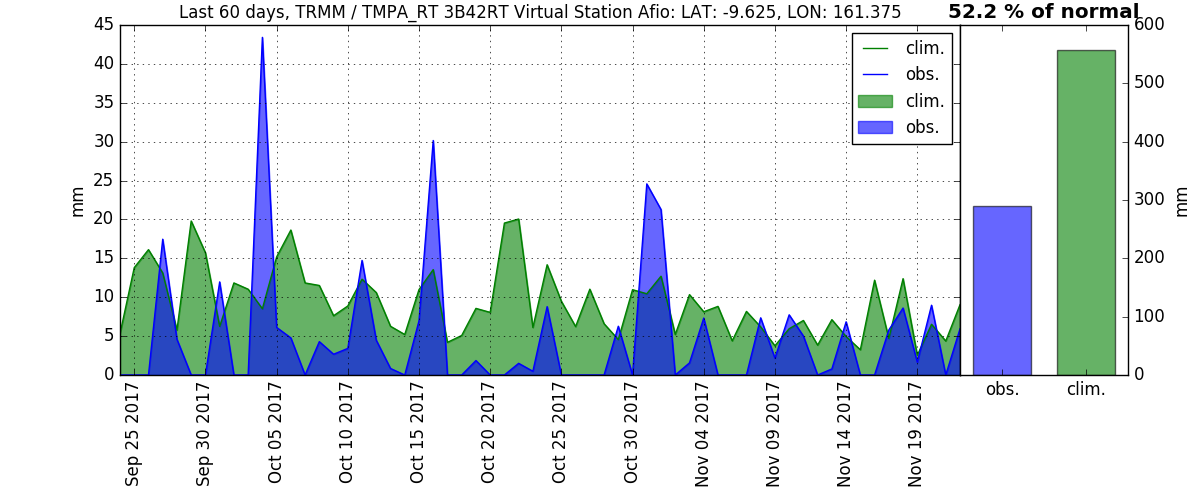 Last 60 days, TRMM / TMPA_RT 3B42RT Virtual Station Afio: LAT: -9.625, LON: 161.375
52.2 % of normal
45
40
35
30
25
20
15
10
5
0
mm
clim.
obs.
clim.
obs.
600
500
400
300
200
100
0
mm
obs.
clim.
Sep 25 2017
Sep 30 2017
Oct 05 2017
Oct 10 2017
Oct 15 2017
Oct 20 2017
Oct 25 2017
Oct 30 2017
Nov 04 2017
Nov 09 2017
Nov 14 2017
Nov 19 2017